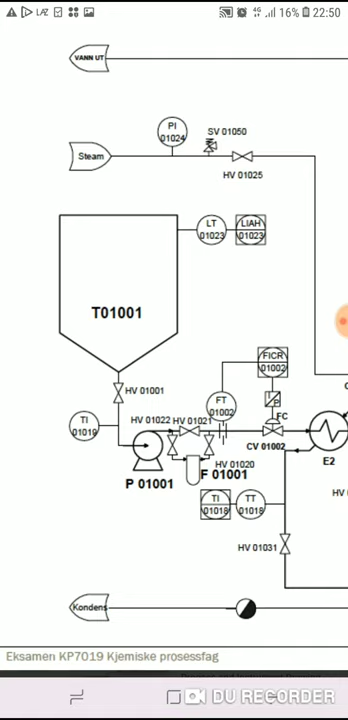 LAZ 4G 16% 22:50
VANN UT
PI
01024
SV 01050
Steam
HV 01025
LT
01023
LIAH
01023
T01001
HV 01001
FICR
01002
I
P
FT
01002
FC
TI
01019
HV 01022
HV 01021
CV 01002
E2
HV 01020
F 01001
P 01001
TI
01018
TT
01018
HV 01031
Kondens
Eksamen KP7019 Kjemiske prosessfag
DU RECORDER